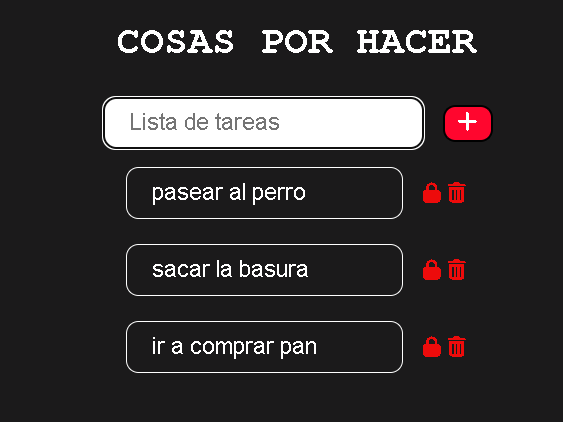 COSAS POR HACER
Lista de tareas
pasear al perro
sacar la basura
ir a comprar pan